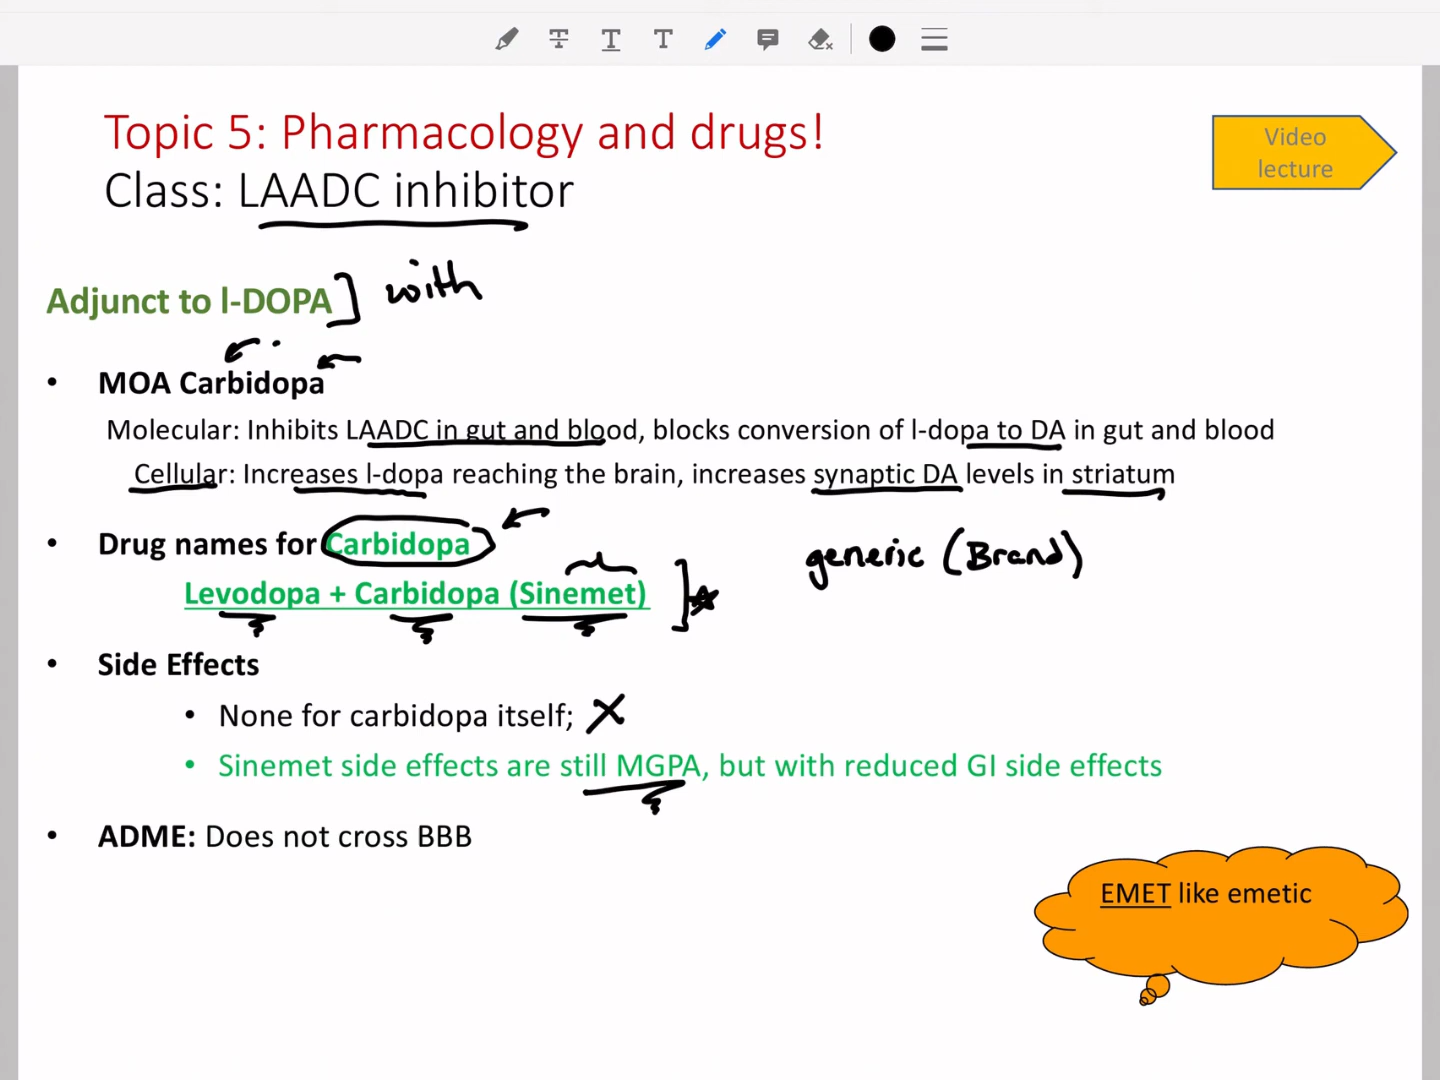 Topic 5: Pharmacology and drugs!
Class: LAADC inhibitor
Video
lecture
Adjunct to l-DOPA
with
• MOA Carbidopa
Molecular: Inhibits LAADC in gut and blood, blocks conversion of l-dopa to DA in gut and blood
Cellular: Increases l-dopa reaching the brain, increases synaptic DA levels in striatum
• Drug names for Carbidopa
generic (Brand)
Levodopa + Carbidopa (Sinemet)
• Side Effects
• None for carbidopa itself;
• Sinemet side effects are still MGPA, but with reduced GI side effects
• ADME: Does not cross BBB
EMET like emetic